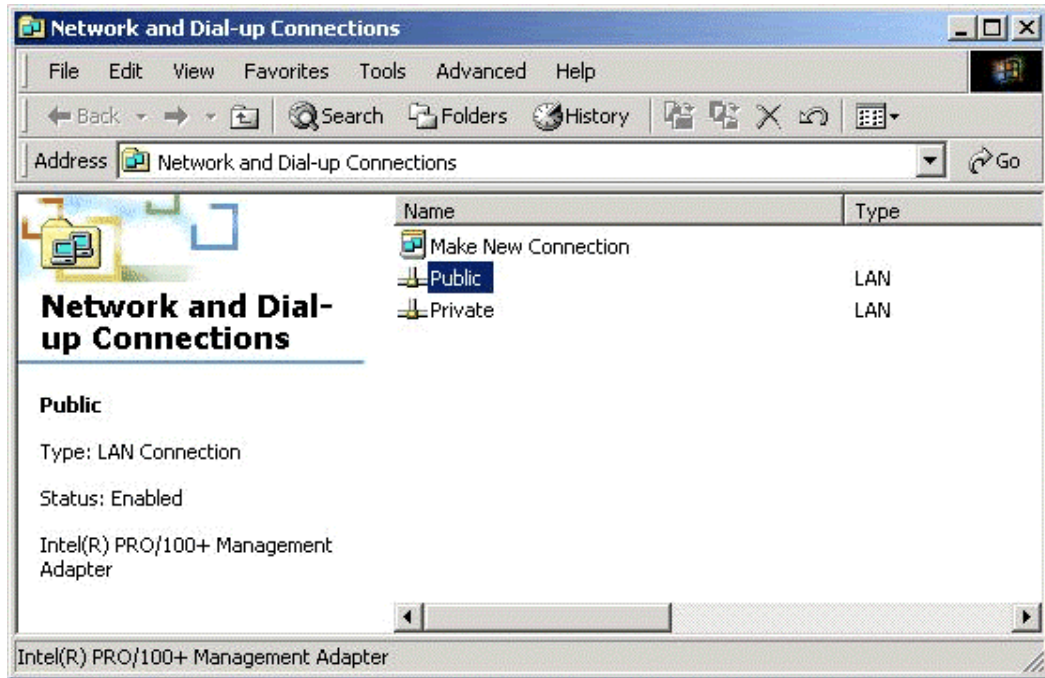 Network and Dial-up Connections
File Edit View Favorites Tools Advanced Help
Back Search Folders History
Address Network and Dial-up Connections Go
Name Type
Make New Connection
Public LAN
Private LAN
Network and Dial-
up Connections
Public
Type: LAN Connection
Status: Enabled
Intel(R) PRO/100+ Management
Adapter
Intel(R) PRO/100+ Management Adapter